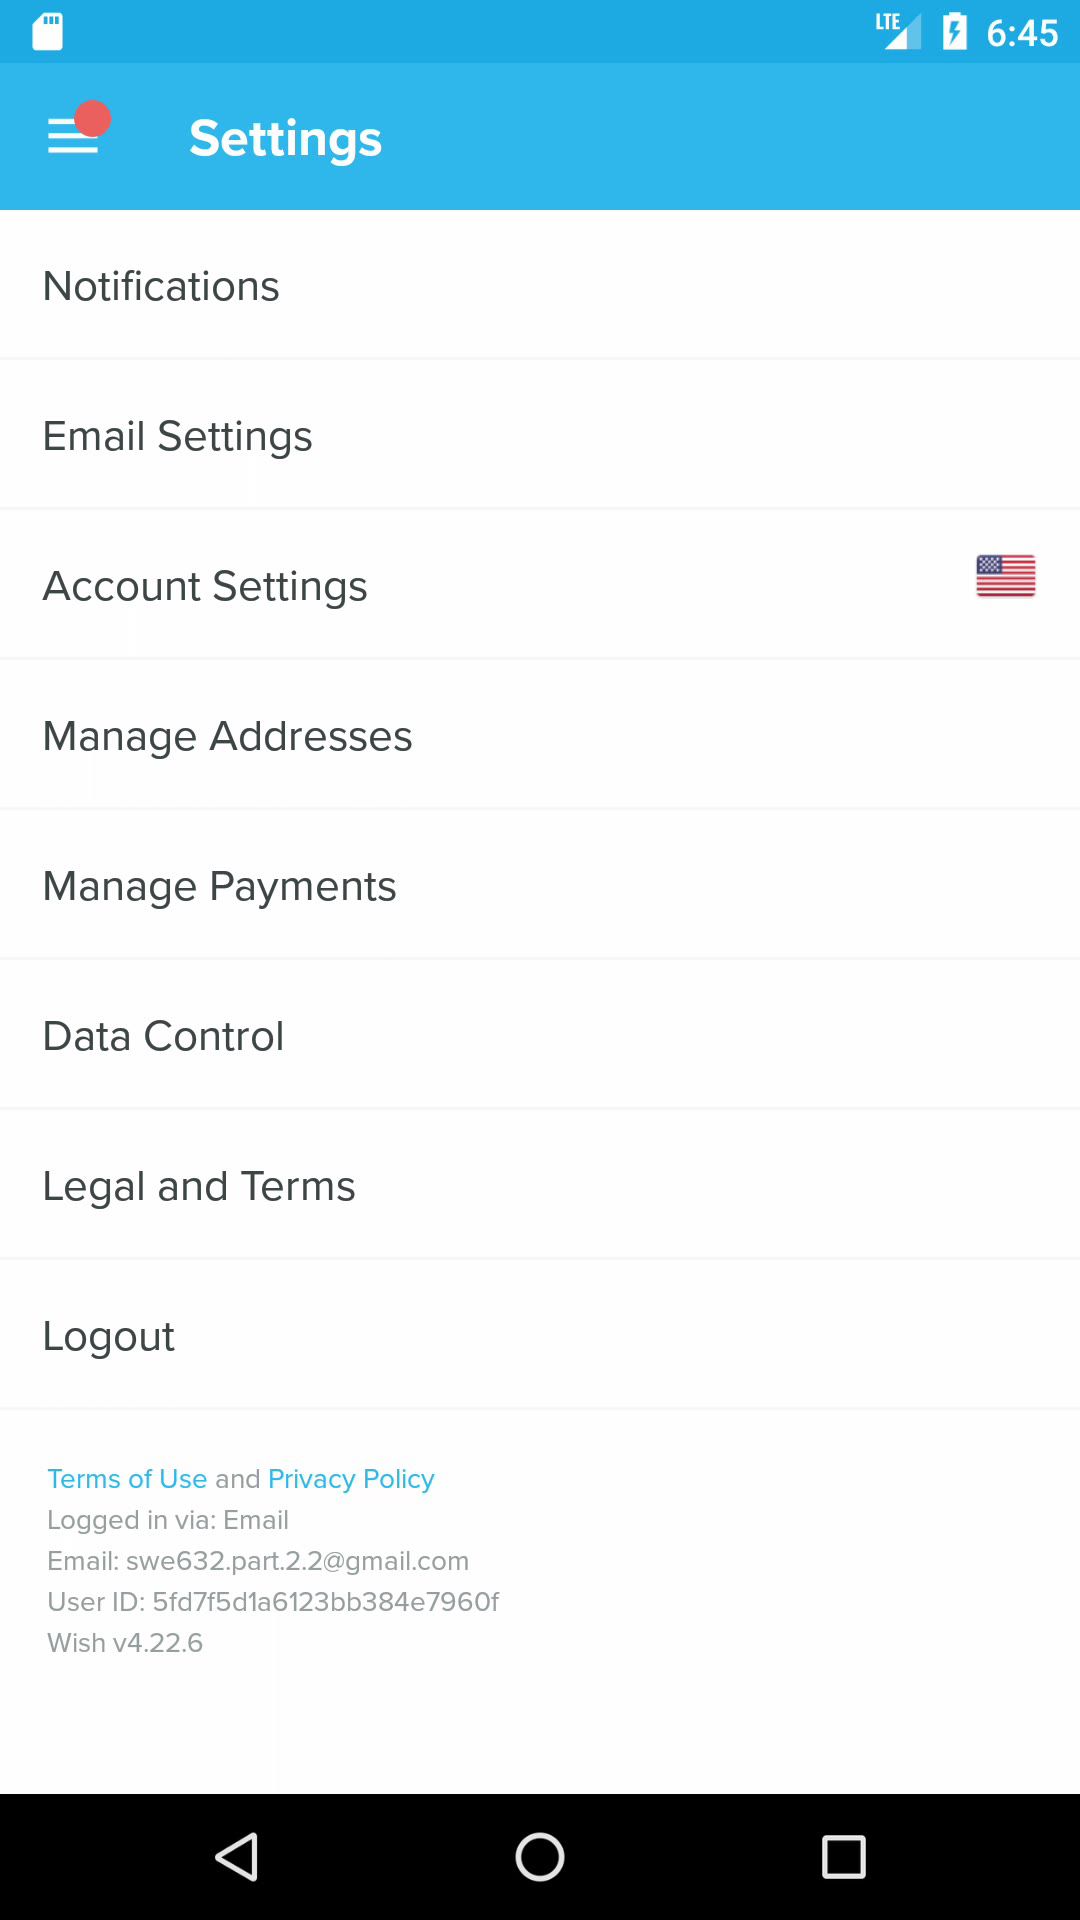 LTE 6:45
Settings
Notifications
Email Settings
Account Settings
Manage Addresses
Manage Payments
Data Control
Legal and Terms
Logout
Terms of Use and Privacy Policy
Logged in via: Email
Email: swe632.part.2.2@gmail.com
User ID: 5fd7f5d1a6123bb384e7960f
Wish v4.22.6